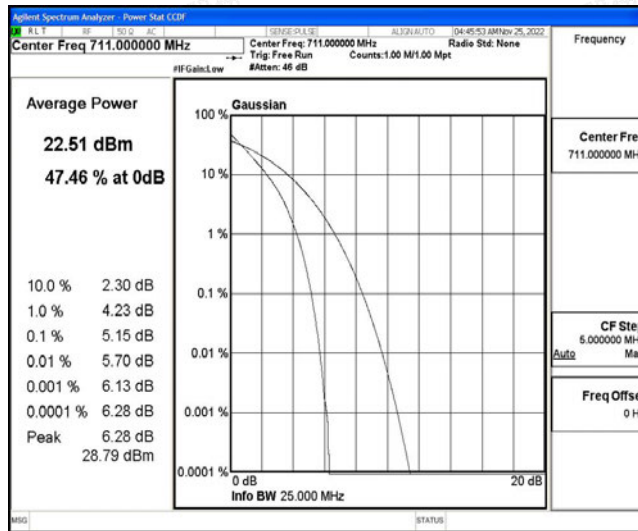 Agilent Spectrum Analyzer - Power Stat CCDF
RLT RF 50 Ω AC SENSE:PULSE ALIGNAUTO 04:45:53 AMNov 25, 2022
Center Freq 711.000000 MHz
Center Freq: 711.000000 MHz Radio Std: None
Trig: Free Run Counts:1.00 M/1.00 Mpt
#IFGain:Low #Atten: 46 dB
Frequency
Average Power
22.51 dBm
47.46 % at 0dB
10.0 % 2.30 dB
1.0 % 4.23 dB
0.1 % 5.15 dB
0.01 % 5.70 dB
0.001 % 6.13 dB
0.0001 % 6.28 dB
Peak 6.28 dB
28.79 dBm
Gaussian
100 %
10 %
1 %
0.1 %
0.01 %
0.001 %
0.0001 %
0 dB 20 dB
Info BW 25.000 MHz
Center Fre
711.000000 MH
CF Ste
5.000000 MH
Auto Ma
Freq Offse
0 H
MSG STATUS